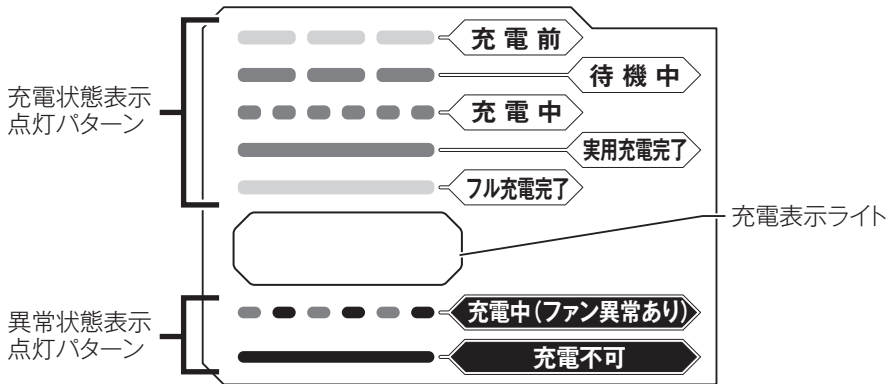 充電前
待機中
充電中
実用充電完了
フル充電完了
充電状態表示
点灯パターン
充電表示ライト
充電中(ファン異常あり)
充電不可
異常状態表示
点灯パターン